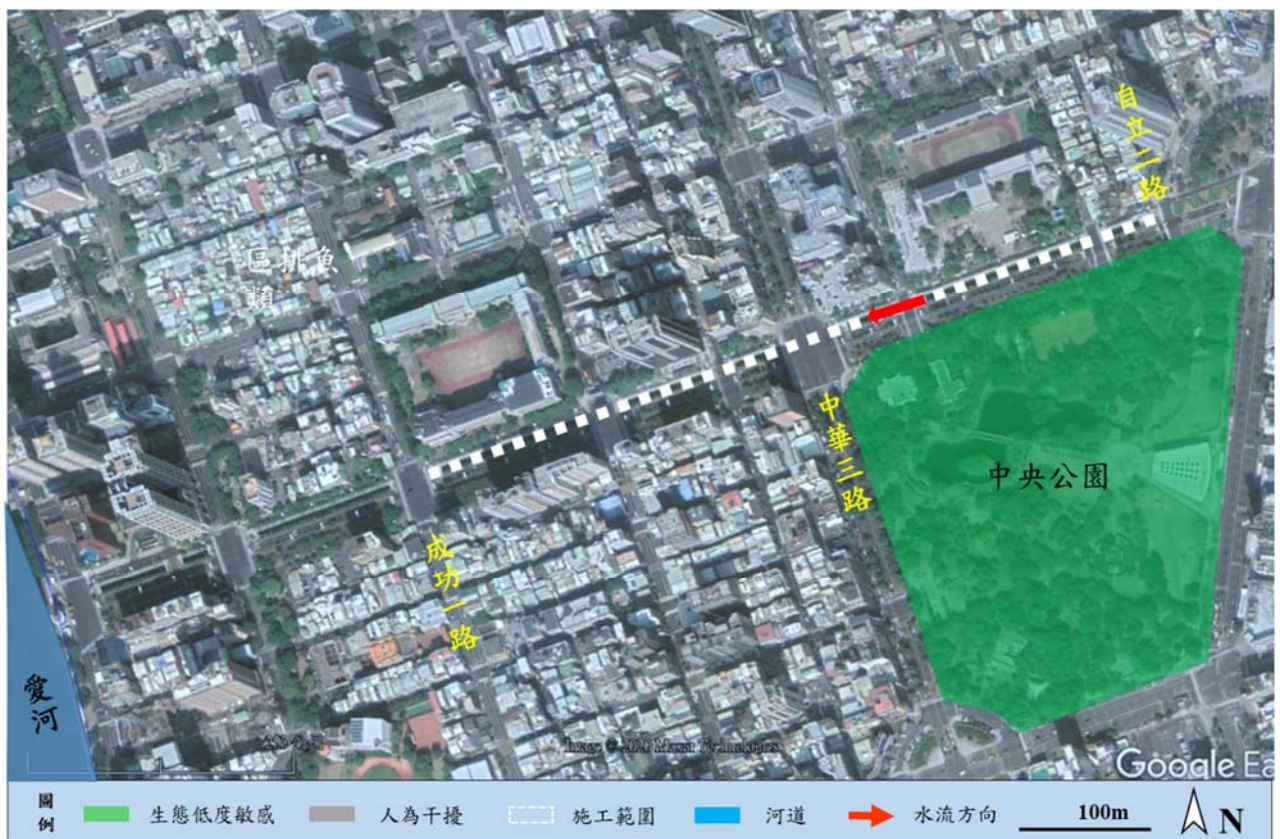 自立二路
區排魚
中央公園
中華三路
成功一路
愛河
Google Ea
圖例
生態低度敏感
人為干擾
施工範圍
河道
水流方向
100m
N